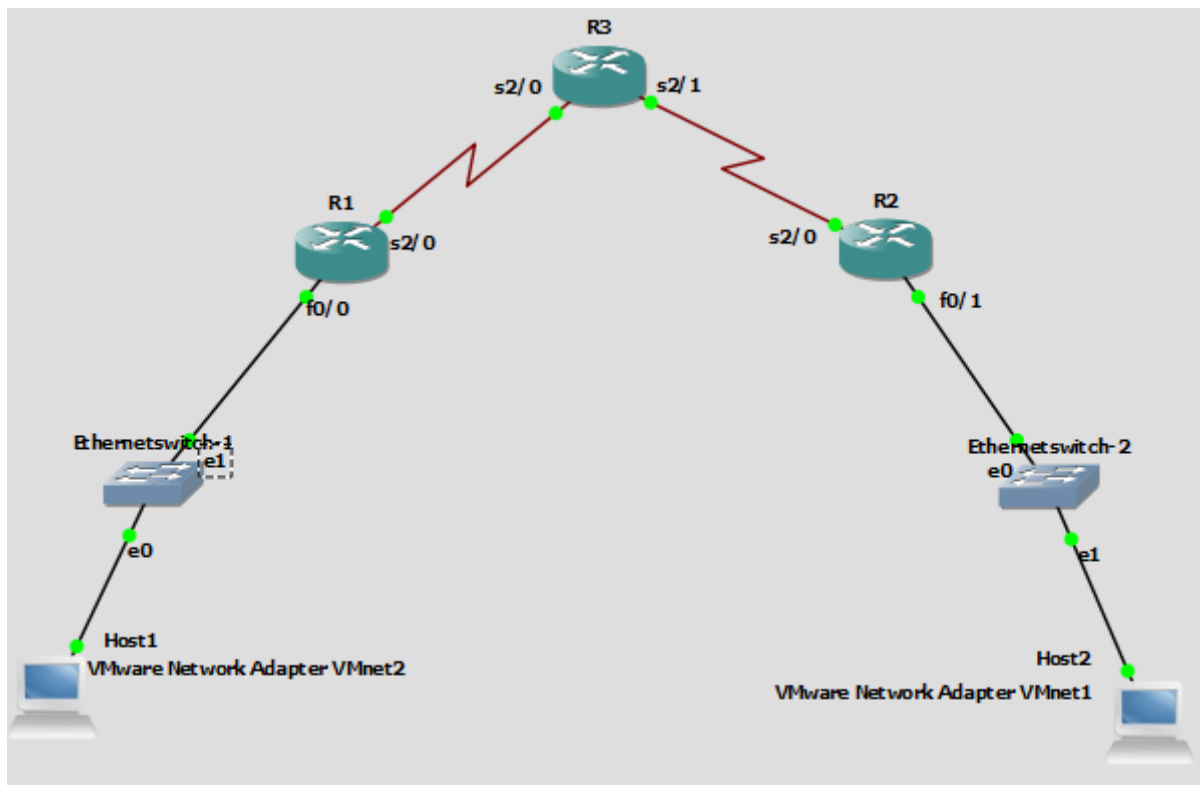 R3
s2/0
s2/1
R1
s2/0
f0/0
R2
s2/0
f0/1
Ethernetswitch-1
e1
e0
Ethernetswitch-2
e0
e1
Host1
VMware Network Adapter VMnet2
Host2
VMware Network Adapter VMnet1